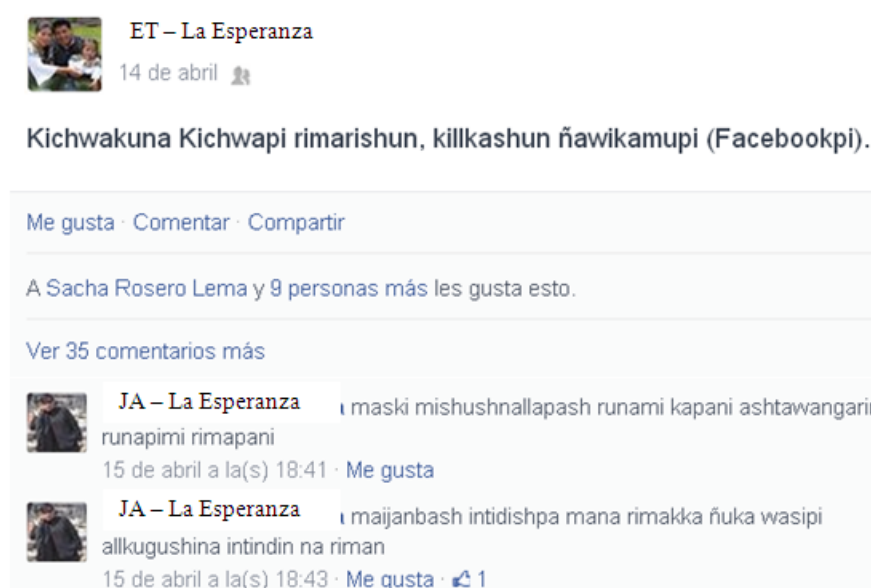 ET – La Esperanza
14 de abril
Kichwakuna Kichwapi rimarishun, killkashun ñawikamupi (Facebookpi).
Me gusta · Comentar · Compartir
A Sacha Rosero Lema y 9 personas más les gusta esto.
Ver 35 comentarios más
JA – La Esperanza maski mishushnallapash runami kapani
runapimi rimapani
15 de abril a la(s) 18:41 · Me gusta
JA – La Esperanza maijanbash intidishpa mana rimakka ñuka wasipi
allkugushina intindin na riman
15 de abril a la(s) 18:43 · Me gusta · 1